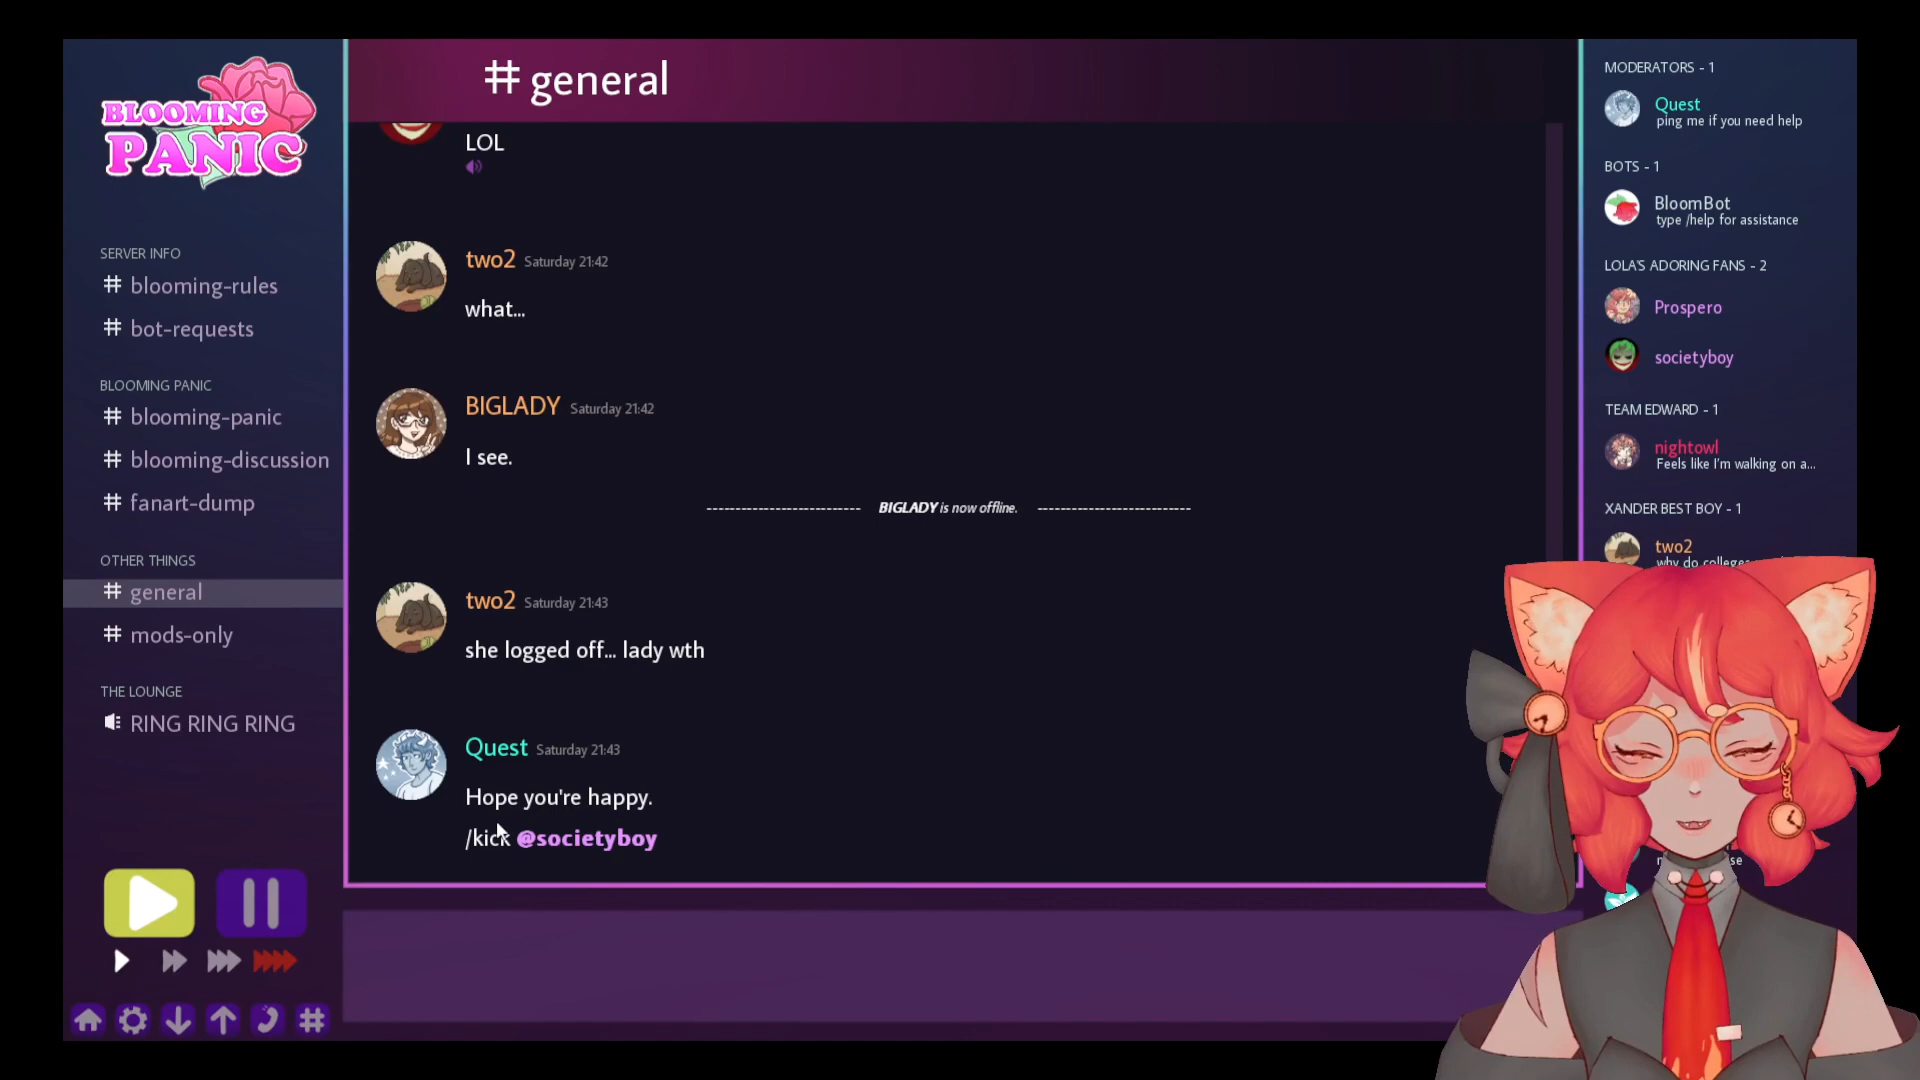 BLOOMING
PANIC
SERVER INFO
# blooming-rules
# bot-requests
BLOOMING PANIC
# blooming-panic
# blooming-discussion
# fanart-dump
OTHER THINGS
# general
# mods-only
THE LOUNGE
RING RING RING
# general
LOL
two2 Saturday 21:42
what...
BIGLADY Saturday 21:42
I see.
BIGLADY is now offline.
two2 Saturday 21:43
she logged off... lady wth
Quest Saturday 21:43
Hope you're happy.
/kick @societyboy
MODERATORS - 1
Quest
ping me if you need help
BOTS - 1
BloomBot
type /help for assistance
LOLA'S ADORING FANS - 2
Prospero
societyboy
TEAM EDWARD - 1
nightowl
Feels like I'm walking on a...
XANDER BEST BOY - 1
two2
why do